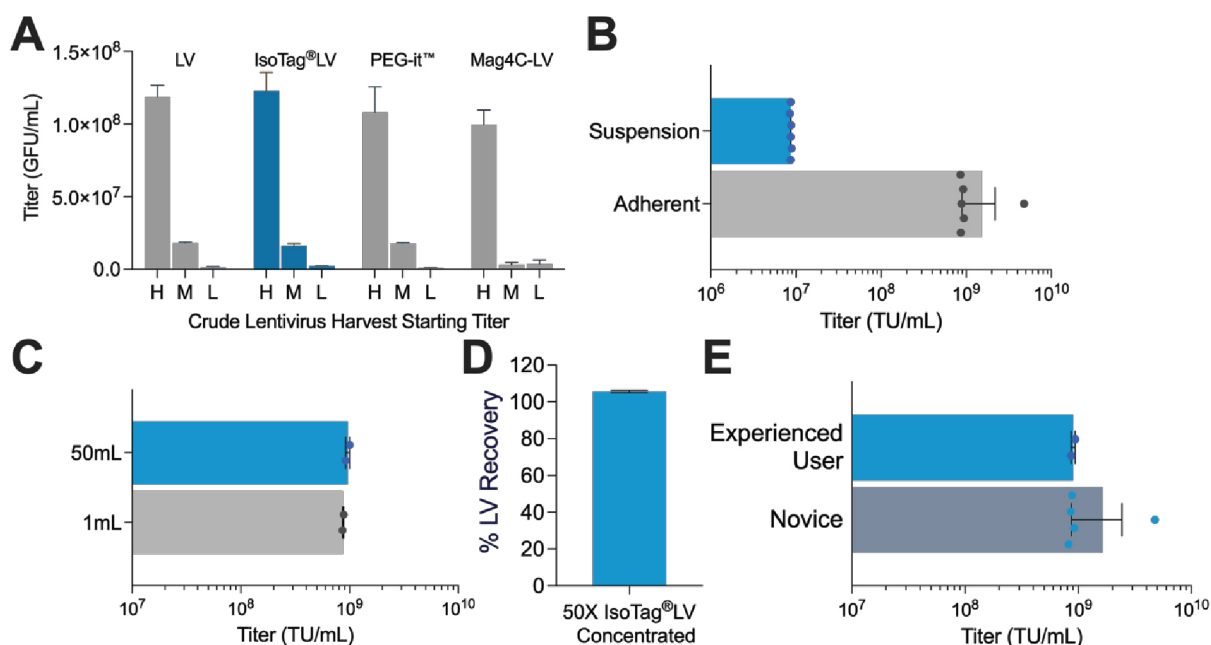 A
1.5×10⁸
1.0×10⁸
5.0×10⁷
0.0
Titer (GFU/mL)
LV
IsoTag®LV
PEG-it™
Mag4C-LV
H M L H M L H M L H M L
Crude Lentivirus Harvest Starting Titer
B
Suspension
Adherent
10⁶ 10⁷ 10⁸ 10⁹ 10¹⁰
Titer (TU/mL)
C
50mL
1mL
10⁷ 10⁸ 10⁹ 10¹⁰
Titer (TU/mL)
D
120
100
80
60
40
20
0
% LV Recovery
50X IsoTag®LV
Concentrated
E
Experienced
User
Novice
10⁷ 10⁸ 10⁹ 10¹⁰
Titer (TU/mL)